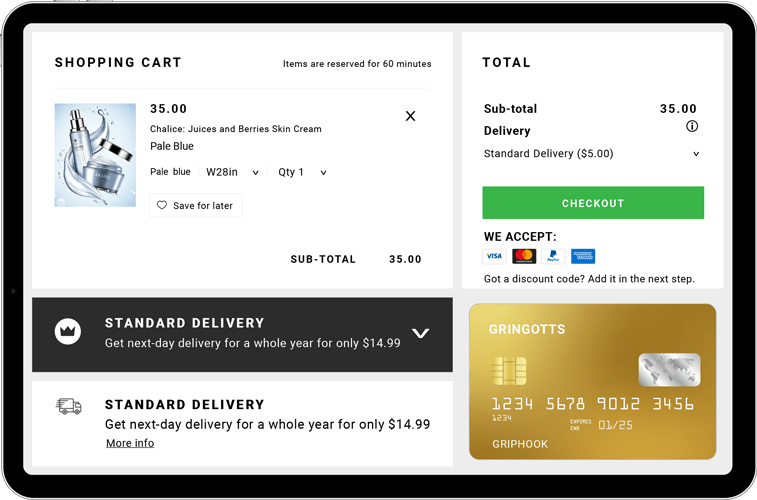 SHOPPING CART
Items are reserved for 60 minutes
35.00
X
Chalice: Juices and Berries Skin Cream
Pale Blue
Pale blue W28in Qty 1
Save for later
SUB-TOTAL 35.00
STANDARD DELIVERY
Get next-day delivery for a whole year for only $14.99
STANDARD DELIVERY
Get next-day delivery for a whole year for only $14.99
More info
TOTAL
Sub-total 35.00
Delivery
Standard Delivery ($5.00)
CHECKOUT
WE ACCEPT:
VISA MasterCard PayPal
Got a discount code? Add it in the next step.
GRINGOTTS
1234 5678 9012 3456
1234
EXPIRES
END 01/25
GRIPHOOK